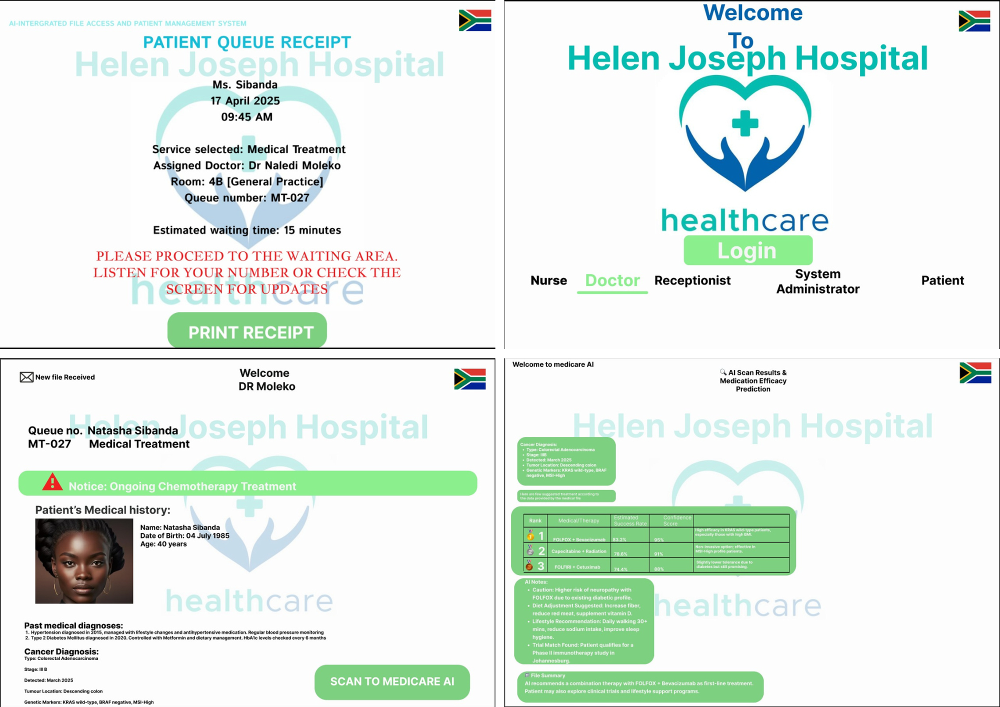 AI-INTERGRATED FILE ACCESS AND PATIENT MANAGEMENT SYSTEM
PATIENT QUEUE RECEIPT
Helen Joseph Hospital
Ms. Sibanda
17 April 2025
09:45 AM
Service selected: Medical Treatment
Assigned Doctor: Dr Naledi Moleko
Room: 4B [General Practice]
Queue number: MT-027
Estimated waiting time: 15 minutes
PLEASE PROCEED TO THE WAITING AREA.
LISTEN FOR YOUR NUMBER OR CHECK THE
SCREEN FOR UPDATES
healthcare
PRINT RECEIPT
Welcome
To
Helen Joseph Hospital
healthcare
Login
Nurse
Doctor
Receptionist
System
Administrator
Patient
New file Received
Welcome
DR Moleko
Helen Joseph Hospital
Queue no. Natasha Sibanda
MT-027 Medical Treatment
Notice: Ongoing Chemotherapy Treatment
Patient's Medical history:
Name: Natasha Sibanda
Date of Birth: 04 July 1985
Age: 40 years
healthcare
Past medical diagnoses:
1. Hypertension diagnosed in 2015, managed with lifestyle changes and antihypertensive medication. Regular blood pressure monitoring
2. Type 2 Diabetes Mellitus diagnosed in 2020. Controlled with Metformin and dietary management. HbA1c levels checked every 6 months
Cancer Diagnosis:
Type: Colorectal Adenocarcinoma
Stage: III B
Detected: March 2025
Tumour Location: Descending colon
Genetic Markers: KRAS wild-type, BRAF negative, MSI-High
SCAN TO MEDICARE AI
Welcome to medicare AI
🔍 AI Scan Results &
Medication Efficacy
Prediction
Helen Joseph Hospital
Cancer Diagnosis:
• Type: Colorectal Adenocarcinoma
• Stage: IIIB
• Detected: March 2025
• Tumor Location: Descending colon
• Genetic Markers: KRAS wild-type, BRAF
negative, MSI-High
Here are few suggested treatment according to
the data provided by the medical file
Rank Medical/Therapy Estimated Success Rate Confidence Score
1 FOLFOX + Bevacizumab 83.2% 95% High efficacy in KRAS wild-type patients, especially those with high BMI.
2 Capecitabine + Radiation 78.6% 91% Non-invasive option; effective in MSI-High profile patients.
3 FOLFIRI + Cetuximab 74.4% 88% Slightly lower tolerance due to diabetes but still promising.
AI Notes:
• Caution: Higher risk of neuropathy with
FOLFOX due to existing diabetic profile.
• Diet Adjustment Suggested: Increase fiber,
reduce red meat, supplement vitamin D.
• Lifestyle Recommendation: Daily walking 30+
mins, reduce sodium intake, improve sleep
hygiene.
• Trial Match Found: Patient qualifies for a
Phase II immunotherapy study in
Johannesburg.
healthcare
File Summary
AI recommends a combination therapy with FOLFOX + Bevacizumab as first-line treatment.
Patient may also explore clinical trials and lifestyle support programs.